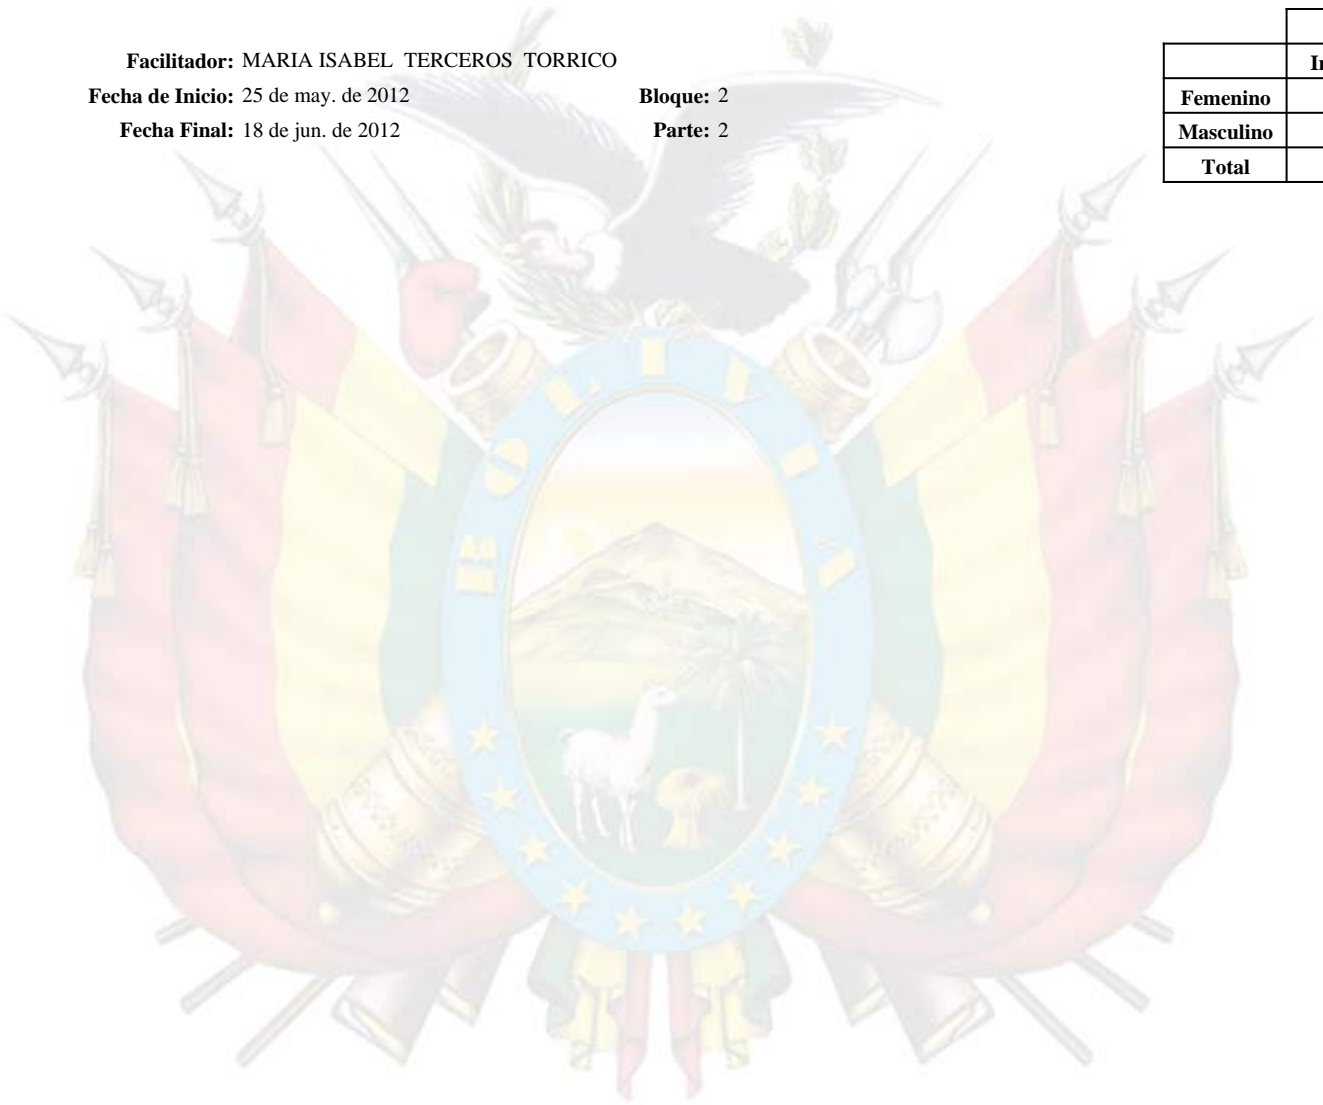 Facilitador: MARIA ISABEL TERCEROS TORRICO
Fecha de Inicio: 25 de may. de 2012 Bloque: 2
Fecha Final: 18 de jun. de 2012 Parte: 2
Femenino
Masculino
Total
BOLIVIA